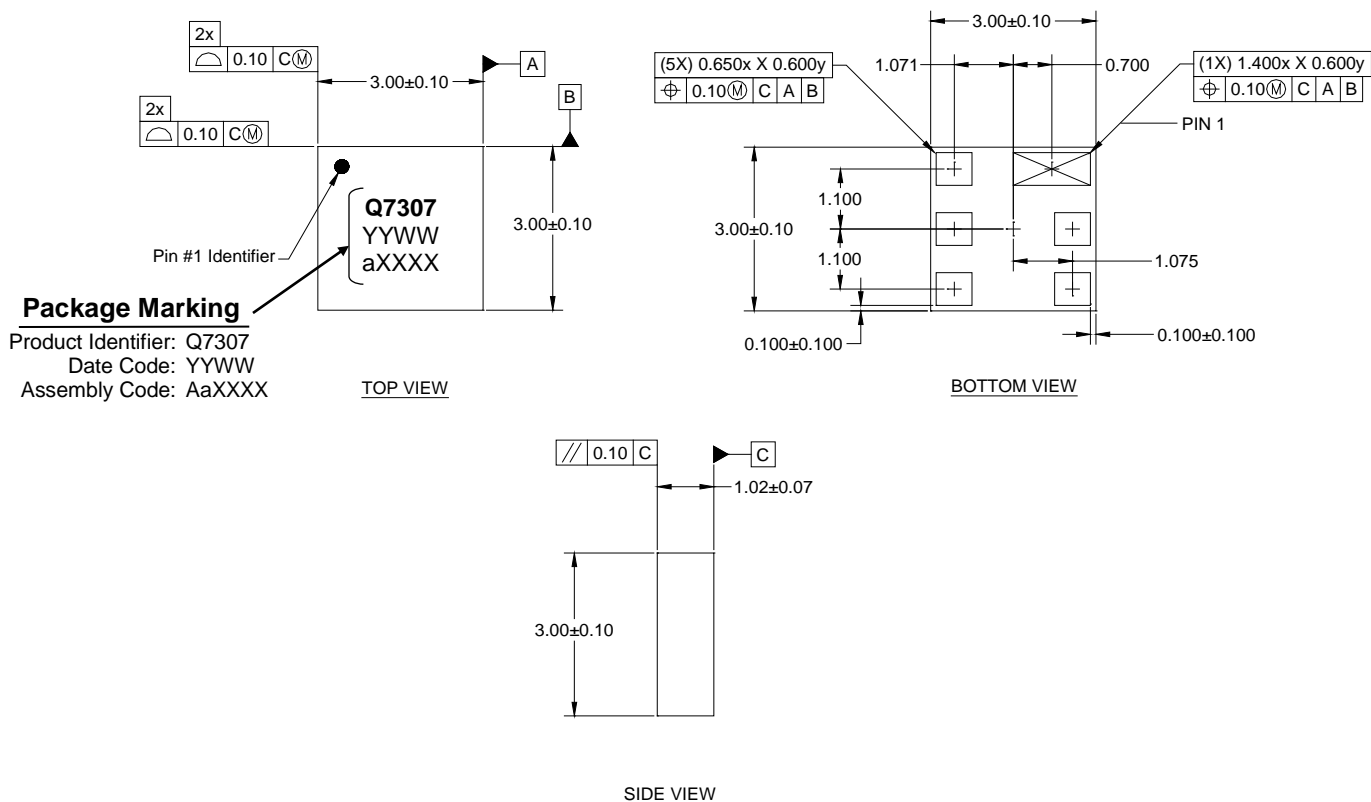 2x
⌓ 0.10 CⓂ
3.00±0.10
A
2x
⌓ 0.10 CⓂ
B
Q7307
YYWW
aXXXX
3.00±0.10
Pin #1 Identifier
Package Marking
Product Identifier: Q7307
Date Code: YYWW
Assembly Code: AaXXXX
TOP VIEW
3.00±0.10
(5X) 0.650x X 0.600y
⌖ 0.10Ⓜ C A B
1.071
0.700
(1X) 1.400x X 0.600y
⌖ 0.10Ⓜ C A B
PIN 1
1.100
3.00±0.10
1.100
1.075
0.100±0.100
0.100±0.100
BOTTOM VIEW
// 0.10 C
C
1.02±0.07
3.00±0.10
SIDE VIEW